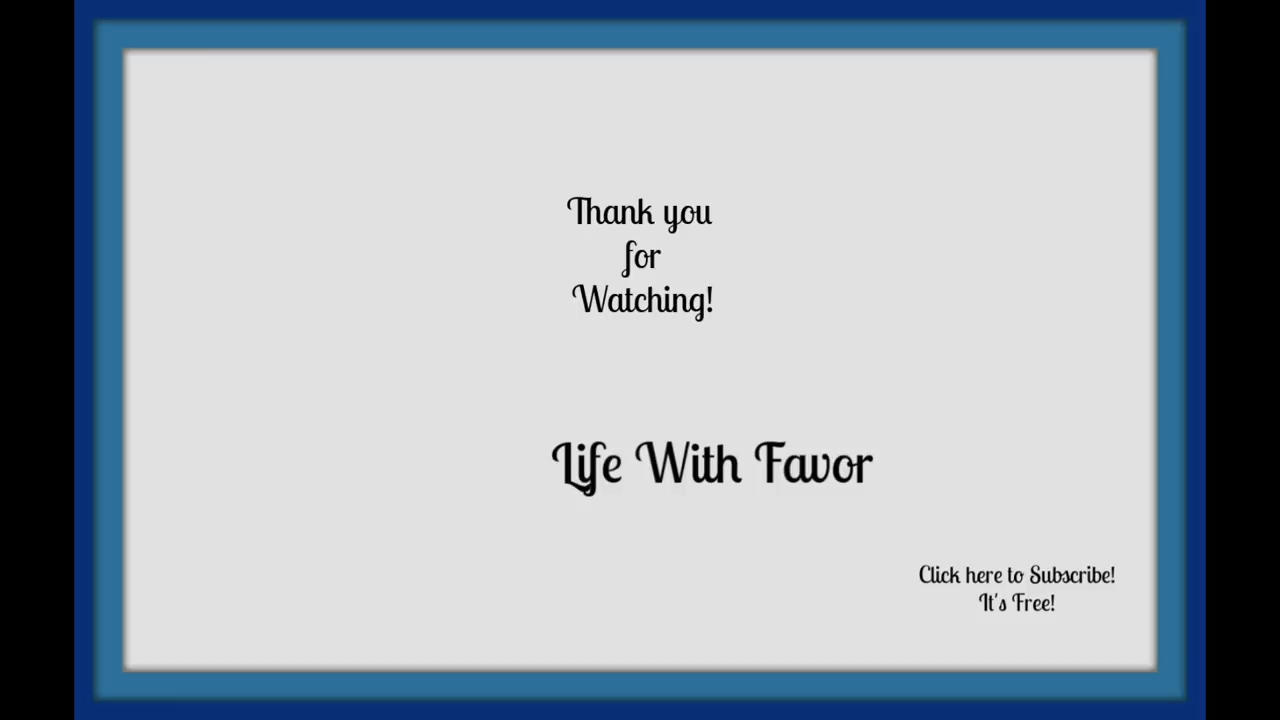 Thank you
for
Watching!
Life With Favor
Click here to Subscribe!
It's Free!